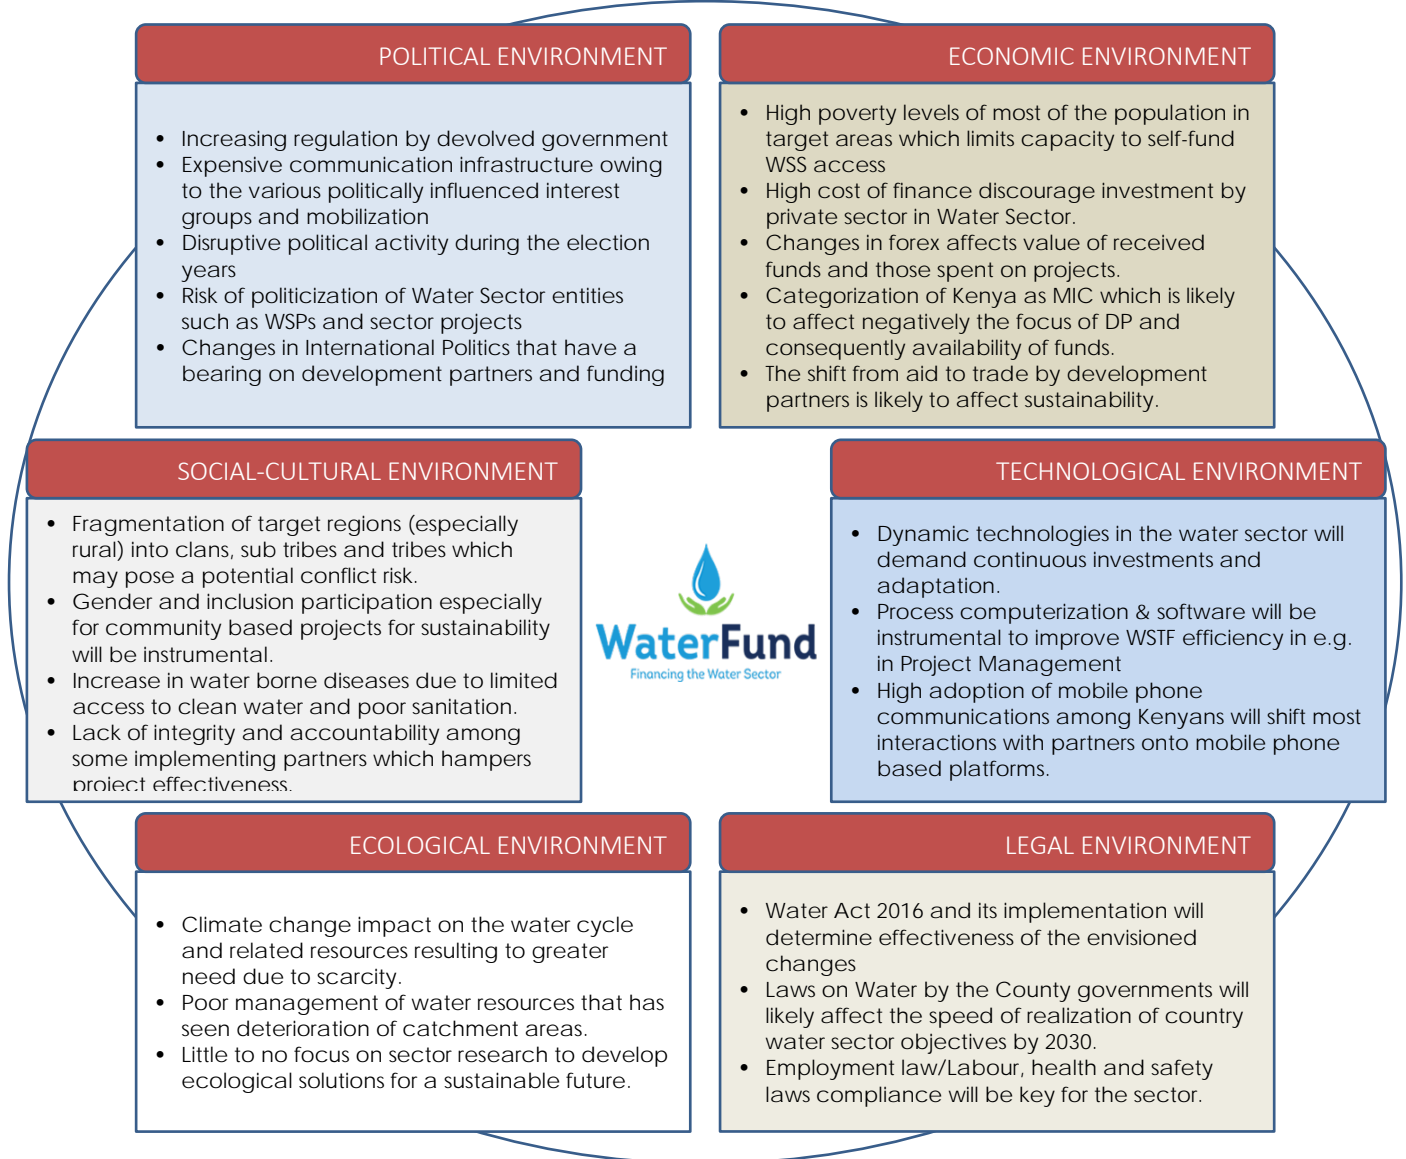 POLITICAL ENVIRONMENT
• Increasing regulation by devolved government
• Expensive communication infrastructure owing
to the various politically influenced interest
groups and mobilization
• Disruptive political activity during the election
years
• Risk of politicization of Water Sector entities
such as WSPs and sector projects
• Changes in International Politics that have a
bearing on development partners and funding
ECONOMIC ENVIRONMENT
• High poverty levels of most of the population in
target areas which limits capacity to self-fund
WSS access
• High cost of finance discourage investment by
private sector in Water Sector.
• Changes in forex affects value of received
funds and those spent on projects.
• Categorization of Kenya as MIC which is likely
to affect negatively the focus of DP and
consequently availability of funds.
• The shift from aid to trade by development
partners is likely to affect sustainability.
SOCIAL-CULTURAL ENVIRONMENT
• Fragmentation of target regions (especially
rural) into clans, sub tribes and tribes which
may pose a potential conflict risk.
• Gender and inclusion participation especially
for community based projects for sustainability
will be instrumental.
• Increase in water borne diseases due to limited
access to clean water and poor sanitation.
• Lack of integrity and accountability among
some implementing partners which hampers
project effectiveness.
WaterFund
Financing the Water Sector
TECHNOLOGICAL ENVIRONMENT
• Dynamic technologies in the water sector will
demand continuous investments and
adaptation.
• Process computerization & software will be
instrumental to improve WSTF efficiency in e.g.
in Project Management
• High adoption of mobile phone
communications among Kenyans will shift most
interactions with partners onto mobile phone
based platforms.
ECOLOGICAL ENVIRONMENT
• Climate change impact on the water cycle
and related resources resulting to greater
need due to scarcity.
• Poor management of water resources that has
seen deterioration of catchment areas.
• Little to no focus on sector research to develop
ecological solutions for a sustainable future.
LEGAL ENVIRONMENT
• Water Act 2016 and its implementation will
determine effectiveness of the envisioned
changes
• Laws on Water by the County governments will
likely affect the speed of realization of country
water sector objectives by 2030.
• Employment law/Labour, health and safety
laws compliance will be key for the sector.